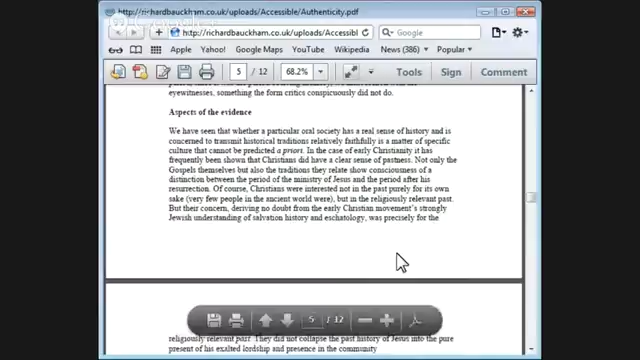 http://richardbauckham.co.uk/uploads/Accessible/Authenticity.pdf
http://richardbauckham.co.uk/uploads/Accessibl
Google
Apple Yahoo! Google Maps YouTube Wikipedia News (386) Popular
5 / 12 68.2% Tools Sign Comment
eyewitnesses, something the form critics conspicuously did not do.
Aspects of the evidence
We have seen that whether a particular oral society has a real sense of history and is
concerned to transmit historical traditions relatively faithfully is a matter of specific
culture that cannot be predicted a priori. In the case of early Christianity it has
frequently been shown that Christians did have a clear sense of pastness. Not only the
Gospels themselves but also the traditions they relate show consciousness of a
distinction between the period of the ministry of Jesus and the period after his
resurrection. Of course, Christians were interested not in the past purely for its own
sake (very few people in the ancient world were), but in the religiously relevant past.
But their concern, deriving no doubt from the early Christian movement's strongly
Jewish understanding of salvation history and eschatology, was precisely for the
5 / 12
religiously relevant past. They did not collapse the past history of Jesus into the pure
present of his exalted lordship and presence in the community